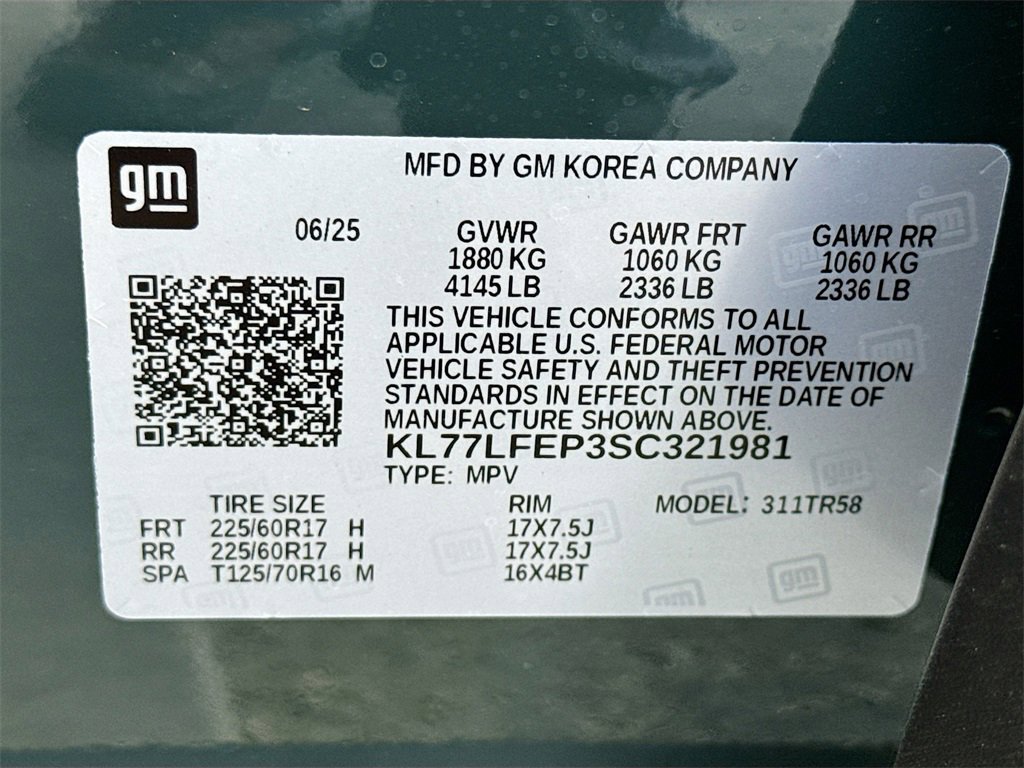 gm
MFD BY GM KOREA COMPANY
06/25 GVWR GAWR FRT GAWR RR
1880 KG 1060 KG 1060 KG
4145 LB 2336 LB 2336 LB
THIS VEHICLE CONFORMS TO ALL
APPLICABLE U.S. FEDERAL MOTOR
VEHICLE SAFETY AND THEFT PREVENTION
STANDARDS IN EFFECT ON THE DATE OF
MANUFACTURE SHOWN ABOVE.
KL77LFEP3SC321981
TYPE: MPV
TIRE SIZE RIM MODEL: 311TR58
FRT 225/60R17 H 17X7.5J
RR 225/60R17 H 17X7.5J
SPA T125/70R16 M 16X4BT